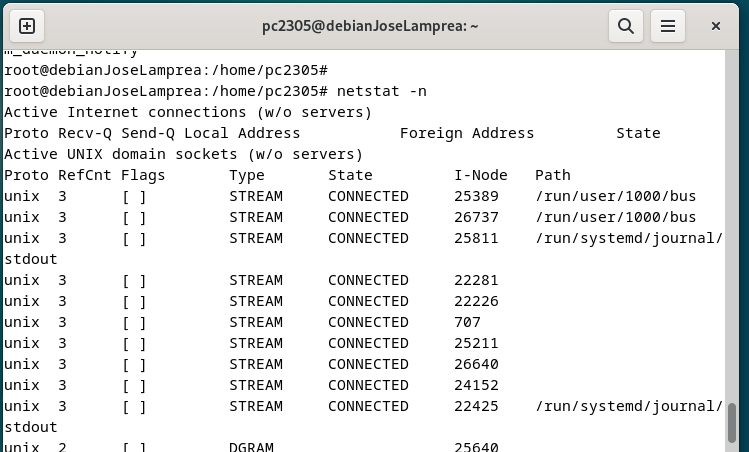 pc2305@debianJoseLamprea: ~
m_daemon_notify
root@debianJoseLamprea:/home/pc2305#
root@debianJoseLamprea:/home/pc2305# netstat -n
Active Internet connections (w/o servers)
Proto Recv-Q Send-Q Local Address           Foreign Address         State
Active UNIX domain sockets (w/o servers)
Proto RefCnt Flags       Type       State         I-Node   Path
unix  3      [ ]         STREAM     CONNECTED     25389    /run/user/1000/bus
unix  3      [ ]         STREAM     CONNECTED     26737    /run/user/1000/bus
unix  3      [ ]         STREAM     CONNECTED     25811    /run/systemd/journal/
stdout
unix  3      [ ]         STREAM     CONNECTED     22281
unix  3      [ ]         STREAM     CONNECTED     22226
unix  3      [ ]         STREAM     CONNECTED     707
unix  3      [ ]         STREAM     CONNECTED     25211
unix  3      [ ]         STREAM     CONNECTED     26640
unix  3      [ ]         STREAM     CONNECTED     24152
unix  3      [ ]         STREAM     CONNECTED     22425    /run/systemd/journal/
stdout
unix  2      [ ]         DGRAM                    25640